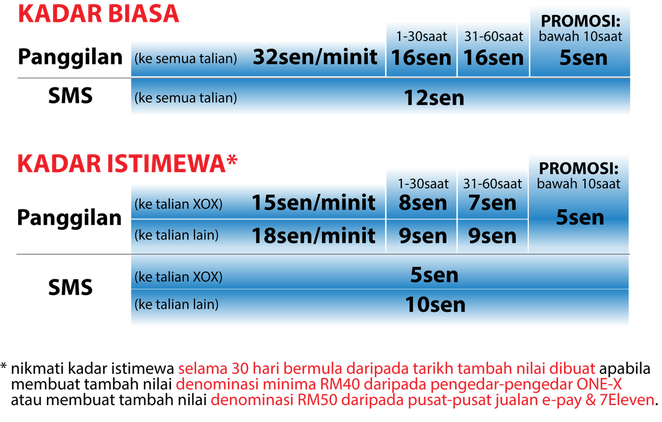 KADAR BIASA
1-30saat 31-60saat PROMOSI: bawah 10saat
Panggilan (ke semua talian) 32sen/minit 16sen 16sen 5sen
SMS (ke semua talian) 12sen
KADAR ISTIMEWA*
1-30saat 31-60saat PROMOSI: bawah 10saat
Panggilan (ke talian XOX) 15sen/minit 8sen 7sen 5sen
(ke talian lain) 18sen/minit 9sen 9sen
SMS (ke talian XOX) 5sen
(ke talian lain) 10sen
* nikmati kadar istimewa selama 30 hari bermula daripada tarikh tambah nilai dibuat apabila
membuat tambah nilai denominasi minima RM40 daripada pengedar-pengedar ONE-X
atau membuat tambah nilai denominasi RM50 daripada pusat-pusat jualan e-pay & 7Eleven.